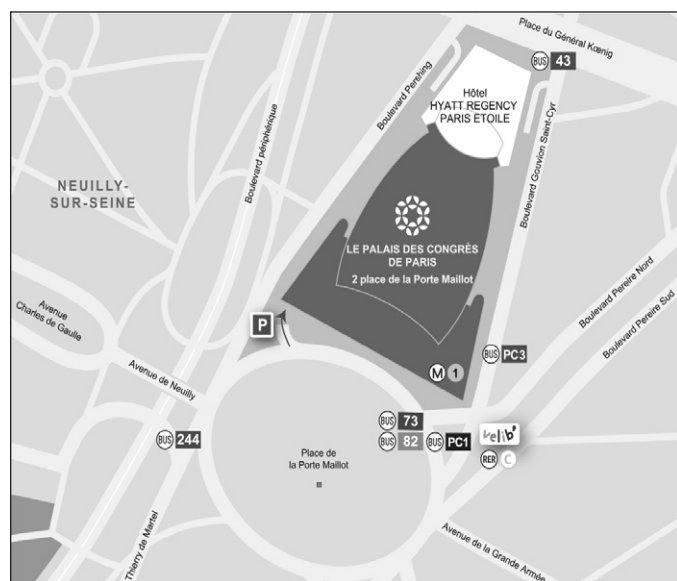 Place du Général Kœnig
BUS 43
Boulevard Pershing
Hôtel
HYATT REGENCY
PARIS ÉTOILE
Boulevard périphérique
Boulevard Gouvion Saint-Cyr
NEUILLY-
SUR-SEINE
LE PALAIS DES CONGRÈS
DE PARIS
2 place de la Porte Maillot
Boulevard Pereire Nord
Boulevard Pereire Sud
Avenue
Charles de Gaulle
P
BUS PC3
M 1
Avenue de Neuilly
BUS 73
BUS 82 BUS PC1
velib'
BUS 244
RER C
Place de
la Porte Maillot
Thierry de Martel
Avenue de la Grande Armée